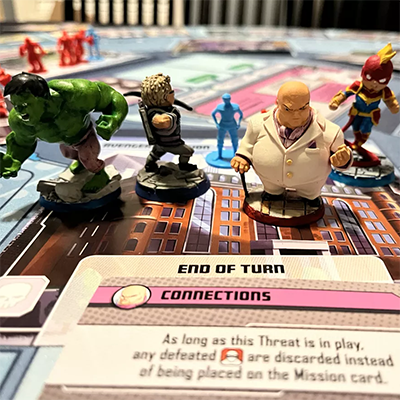 AVENGERS
END OF TURN
CONNECTIONS
As long as this Threat is in play,
any defeated are discarded instead
of being placed on the Mission card.